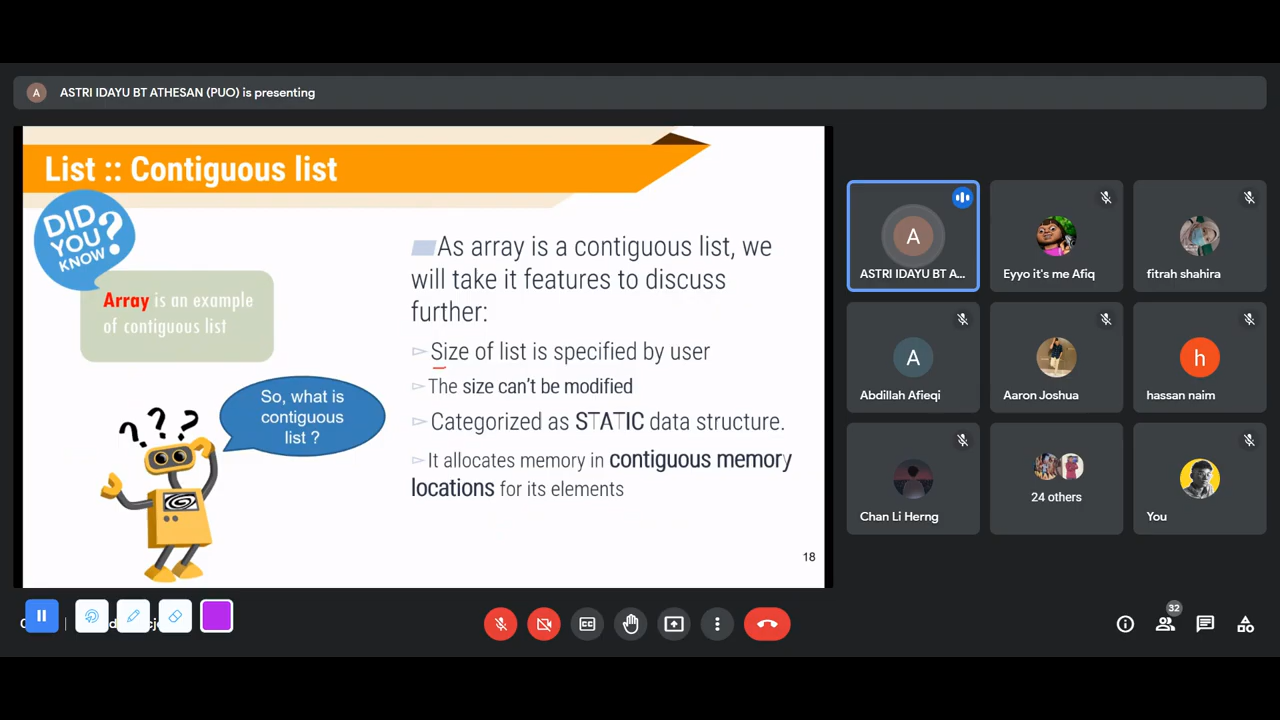 ASTRI IDAYU BT ATHESAN (PUO) is presenting
List :: Contiguous list
DID
YOU
KNOW
?
Array is an example
of contiguous list
So, what is
contiguous
list ?
? ? ?
As array is a contiguous list, we
will take it features to discuss
further:
Size of list is specified by user
The size can't be modified
Categorized as STATIC data structure.
It allocates memory in contiguous memory
locations for its elements
18
A
ASTRI IDAYU BT A...
Eyyo it's me Afiq
fitrah shahira
A
Abdillah Afieqi
Aaron Joshua
h
hassan naim
Chan Li Herng
24 others
You
CC
32